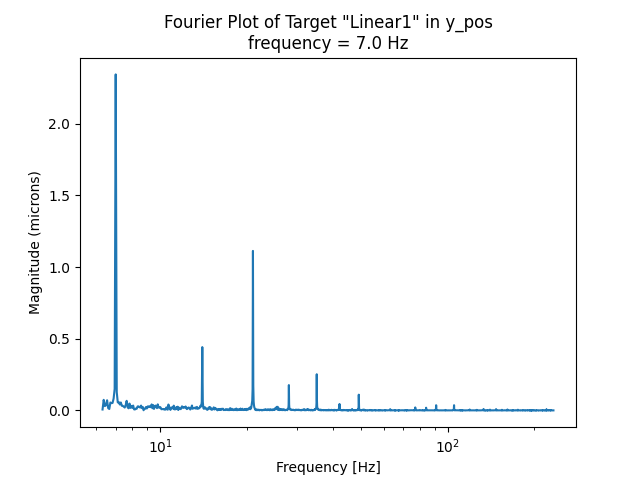 Fourier Plot of Target "Linear1" in y_pos
frequency = 7.0 Hz
2.0
1.5
1.0
0.5
0.0
Magnitude (microns)
10¹
10²
Frequency [Hz]